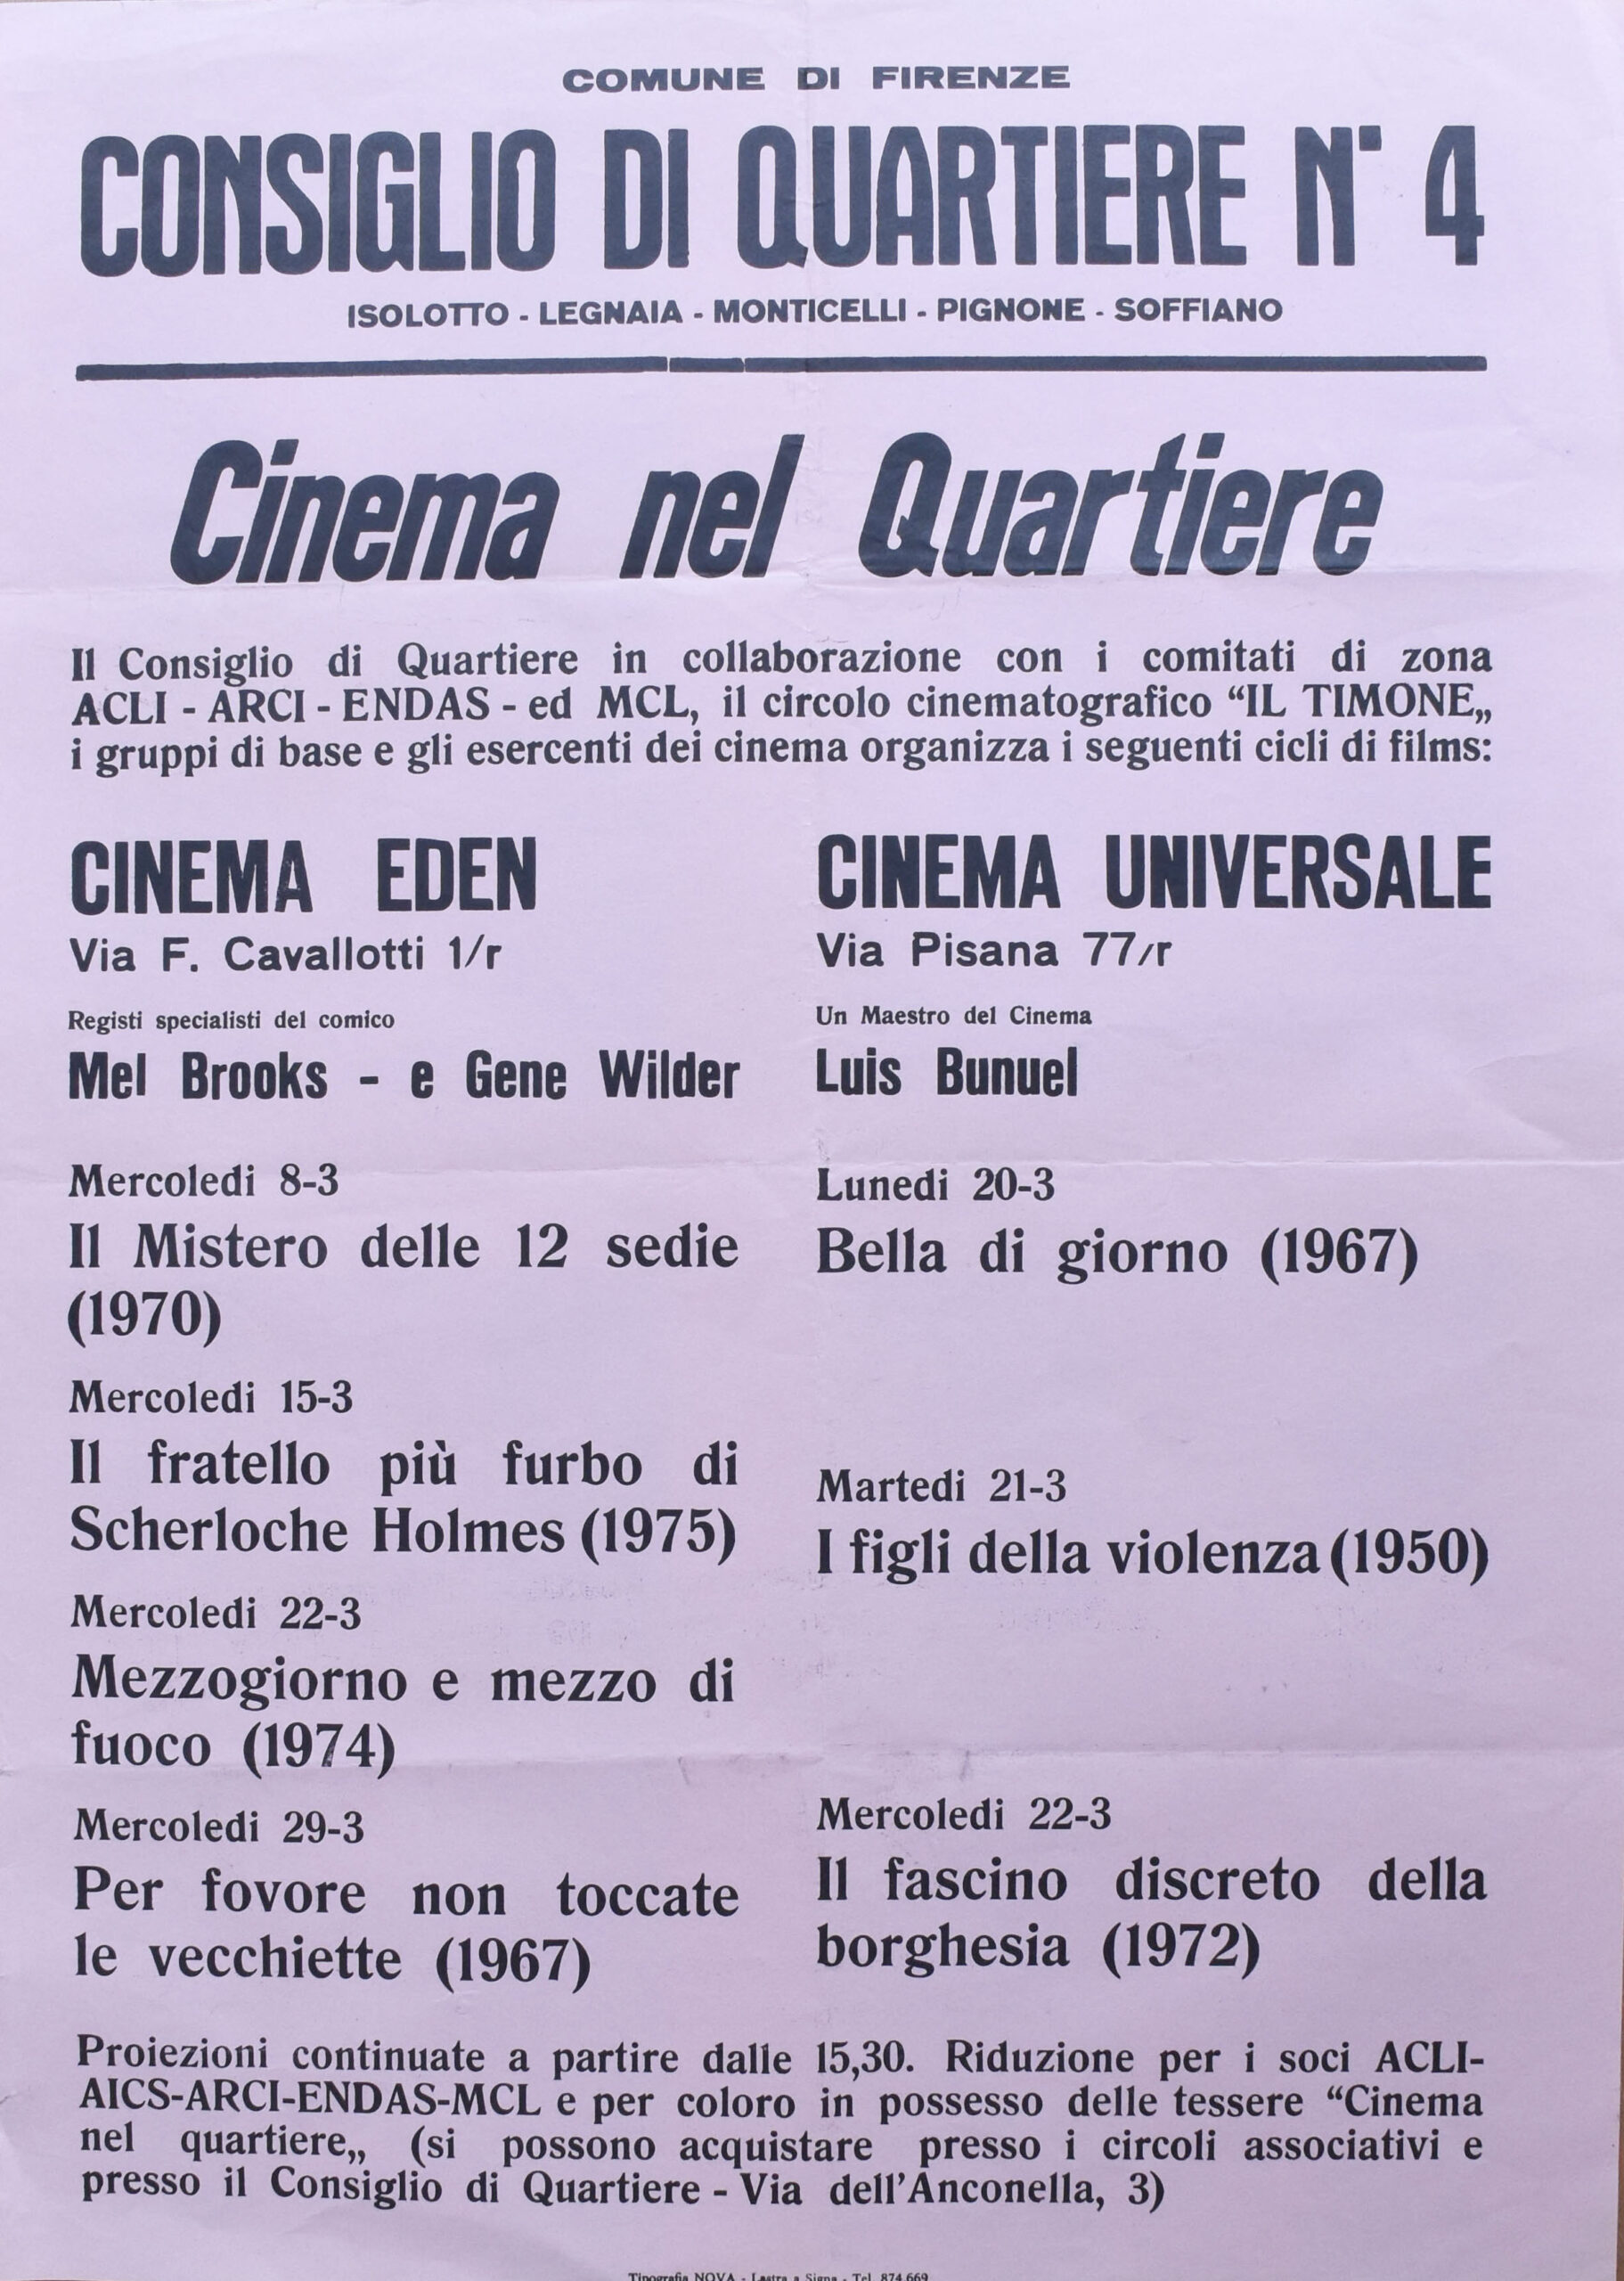 COMUNE DI FIRENZE
CONSIGLIO DI QUARTIERE N° 4
ISOLOTTO - LEGNAIA - MONTICELLI - PIGNONE - SOFFIANO
Cinema nel Quartiere
Il Consiglio di Quartiere in collaborazione con i comitati di zona
ACLI - ARCI - ENDAS - ed MCL, il circolo cinematografico “IL TIMONE„
i gruppi di base e gli esercenti dei cinema organizza i seguenti cicli di films:
CINEMA EDEN
Via F. Cavallotti 1/r
Registi specialisti del comico
Mel Brooks - e Gene Wilder
Mercoledi 8-3
Il Mistero delle 12 sedie
(1970)
Mercoledi 15-3
Il fratello più furbo di
Scherloche Holmes (1975)
Mercoledi 22-3
Mezzogiorno e mezzo di
fuoco (1974)
Mercoledi 29-3
Per fovore non toccate
le vecchiette (1967)
CINEMA UNIVERSALE
Via Pisana 77/r
Un Maestro del Cinema
Luis Bunuel
Lunedi 20-3
Bella di giorno (1967)
Martedi 21-3
I figli della violenza (1950)
Mercoledi 22-3
Il fascino discreto della
borghesia (1972)
Proiezioni continuate a partire dalle 15,30. Riduzione per i soci ACLI-
AICS-ARCI-ENDAS-MCL e per coloro in possesso delle tessere “Cinema
nel quartiere„ (si possono acquistare presso i circoli associativi e
presso il Consiglio di Quartiere - Via dell'Anconella, 3)
Tipografia NOVA - Lastra a Signa - Tel. 874.669